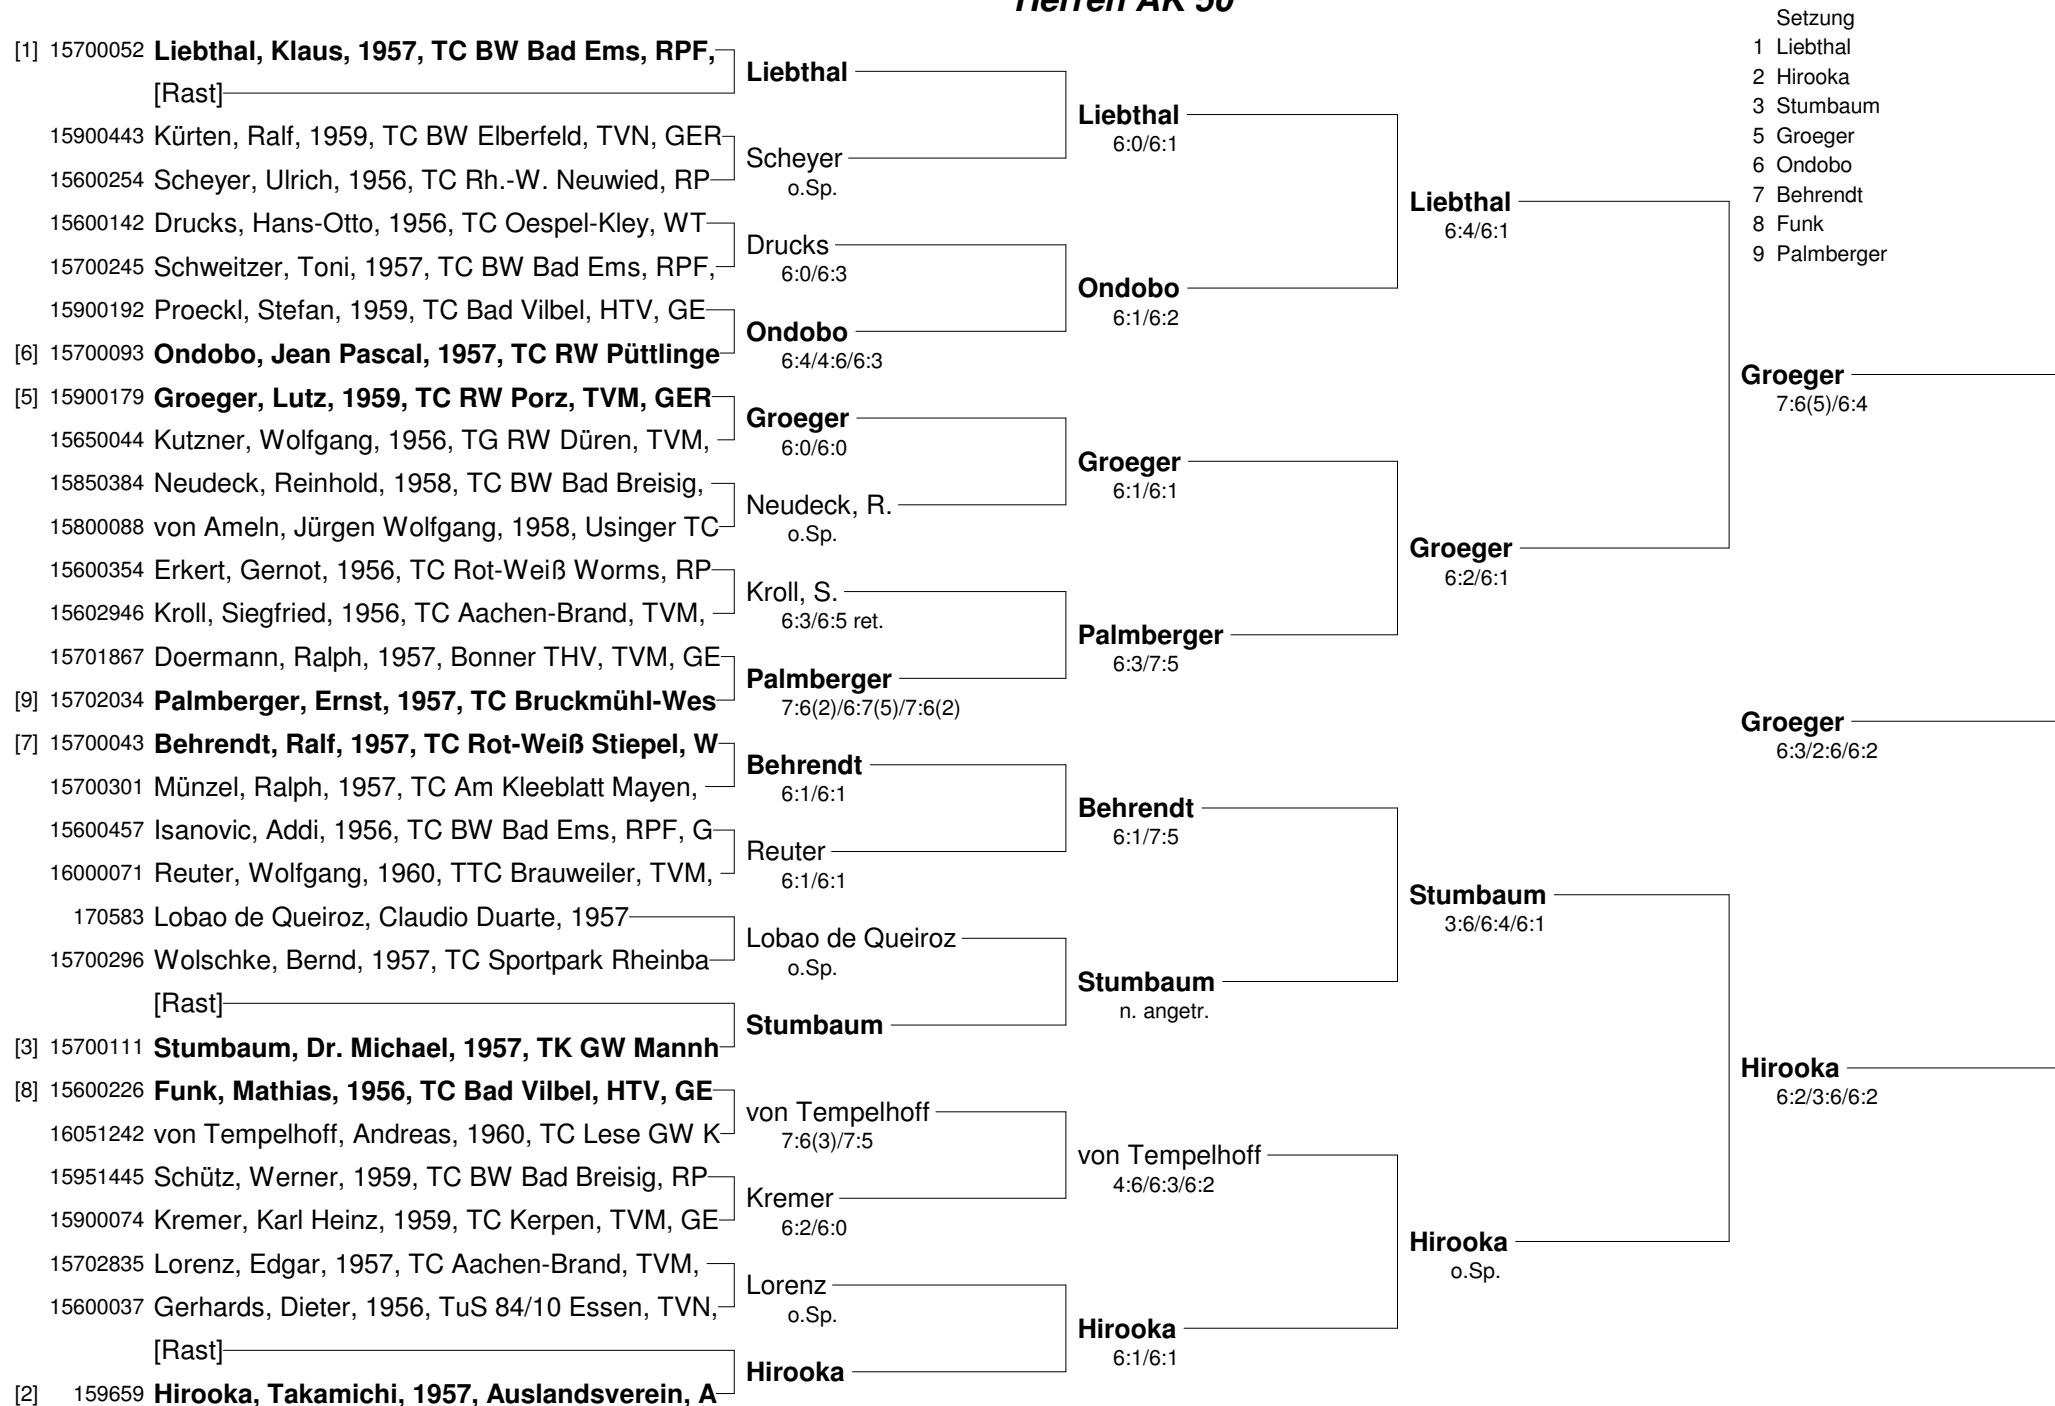 Herren AK 50
Setzung
1 Liebthal
2 Hirooka
3 Stumbaum
5 Groeger
6 Ondobo
7 Behrendt
8 Funk
9 Palmberger
[1] 15700052 Liebthal, Klaus, 1957, TC BW Bad Ems, RPF,
[Rast]
15900443 Kürten, Ralf, 1959, TC BW Elberfeld, TVN, GER
15600254 Scheyer, Ulrich, 1956, TC Rh.-W. Neuwied, RP
15600142 Drucks, Hans-Otto, 1956, TC Oespel-Kley, WT
15700245 Schweitzer, Toni, 1957, TC BW Bad Ems, RPF,
15900192 Proeckl, Stefan, 1959, TC Bad Vilbel, HTV, GE
[6] 15700093 Ondobo, Jean Pascal, 1957, TC RW Püttlinge
[5] 15900179 Groeger, Lutz, 1959, TC RW Porz, TVM, GER
15650044 Kutzner, Wolfgang, 1956, TG RW Düren, TVM,
15850384 Neudeck, Reinhold, 1958, TC BW Bad Breisig,
15800088 von Ameln, Jürgen Wolfgang, 1958, Usinger TC
15600354 Erkert, Gernot, 1956, TC Rot-Weiß Worms, RP
15602946 Kroll, Siegfried, 1956, TC Aachen-Brand, TVM,
15701867 Doermann, Ralph, 1957, Bonner THV, TVM, GE
[9] 15702034 Palmberger, Ernst, 1957, TC Bruckmühl-Wes
[7] 15700043 Behrendt, Ralf, 1957, TC Rot-Weiß Stiepel, W
15700301 Münzel, Ralph, 1957, TC Am Kleeblatt Mayen,
15600457 Isanovic, Addi, 1956, TC BW Bad Ems, RPF, G
16000071 Reuter, Wolfgang, 1960, TTC Brauweiler, TVM,
170583 Lobao de Queiroz, Claudio Duarte, 1957
15700296 Wolschke, Bernd, 1957, TC Sportpark Rheinba
[Rast]
[3] 15700111 Stumbaum, Dr. Michael, 1957, TK GW Mannh
[8] 15600226 Funk, Mathias, 1956, TC Bad Vilbel, HTV, GE
16051242 von Tempelhoff, Andreas, 1960, TC Lese GW K
15951445 Schütz, Werner, 1959, TC BW Bad Breisig, RP
15900074 Kremer, Karl Heinz, 1959, TC Kerpen, TVM, GE
15702835 Lorenz, Edgar, 1957, TC Aachen-Brand, TVM,
15600037 Gerhards, Dieter, 1956, TuS 84/10 Essen, TVN,
[Rast]
[2] 159659 Hirooka, Takamichi, 1957, Auslandsverein, A
Liebthal
Scheyer
o.Sp.
Drucks
6:0/6:3
Ondobo
6:4/4:6/6:3
Groeger
6:0/6:0
Neudeck, R.
o.Sp.
Kroll, S.
6:3/6:5 ret.
Palmberger
7:6(2)/6:7(5)/7:6(2)
Behrendt
6:1/6:1
Reuter
6:1/6:1
Lobao de Queiroz
o.Sp.
Stumbaum
von Tempelhoff
7:6(3)/7:5
Kremer
6:2/6:0
Lorenz
o.Sp.
Hirooka
Liebthal
6:0/6:1
Ondobo
6:1/6:2
Groeger
6:1/6:1
Palmberger
6:3/7:5
Behrendt
6:1/7:5
Stumbaum
n. angetr.
von Tempelhoff
4:6/6:3/6:2
Hirooka
6:1/6:1
Liebthal
6:4/6:1
Groeger
6:2/6:1
Stumbaum
3:6/6:4/6:1
Hirooka
o.Sp.
Groeger
7:6(5)/6:4
Groeger
6:3/2:6/6:2
Hirooka
6:2/3:6/6:2